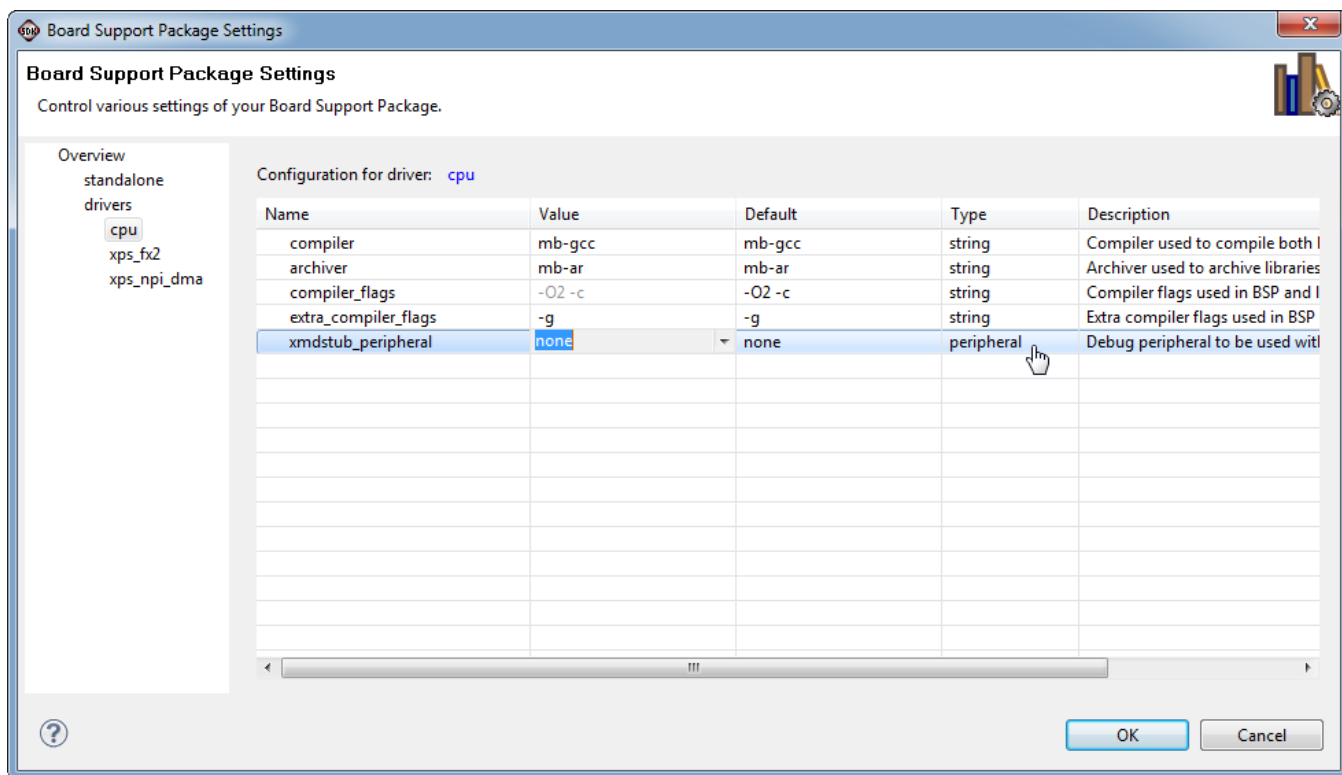 Board Support Package Settings
Board Support Package Settings
Control various settings of your Board Support Package.
Overview
standalone
drivers
cpu
xps_fx2
xps_npi_dma
Configuration for driver: cpu
Name Value Default Type Description
compiler mb-gcc mb-gcc string Compiler used to compile both
archiver mb-ar mb-ar string Archiver used to archive libraries
compiler_flags -O2 -c -O2 -c string Compiler flags used in BSP and
extra_compiler_flags -g -g string Extra compiler flags used in BSP
xmdstub_peripheral none none peripheral Debug peripheral to be used
OK Cancel